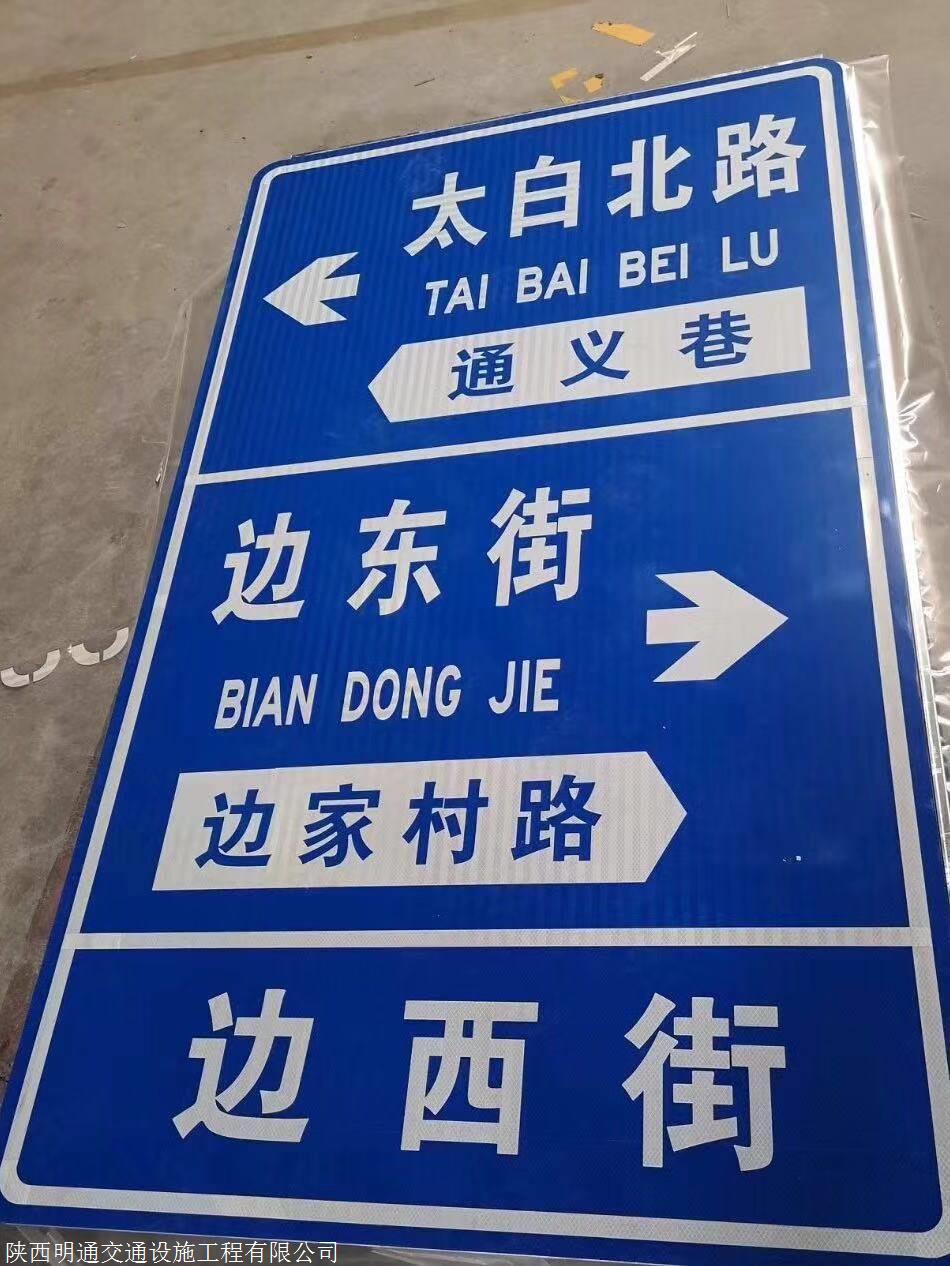 太白北路
TAI BAI BEI LU
通义巷
边东街
BIAN DONG JIE
边家村路
边西街
陕西明通交通设施工程有限公司